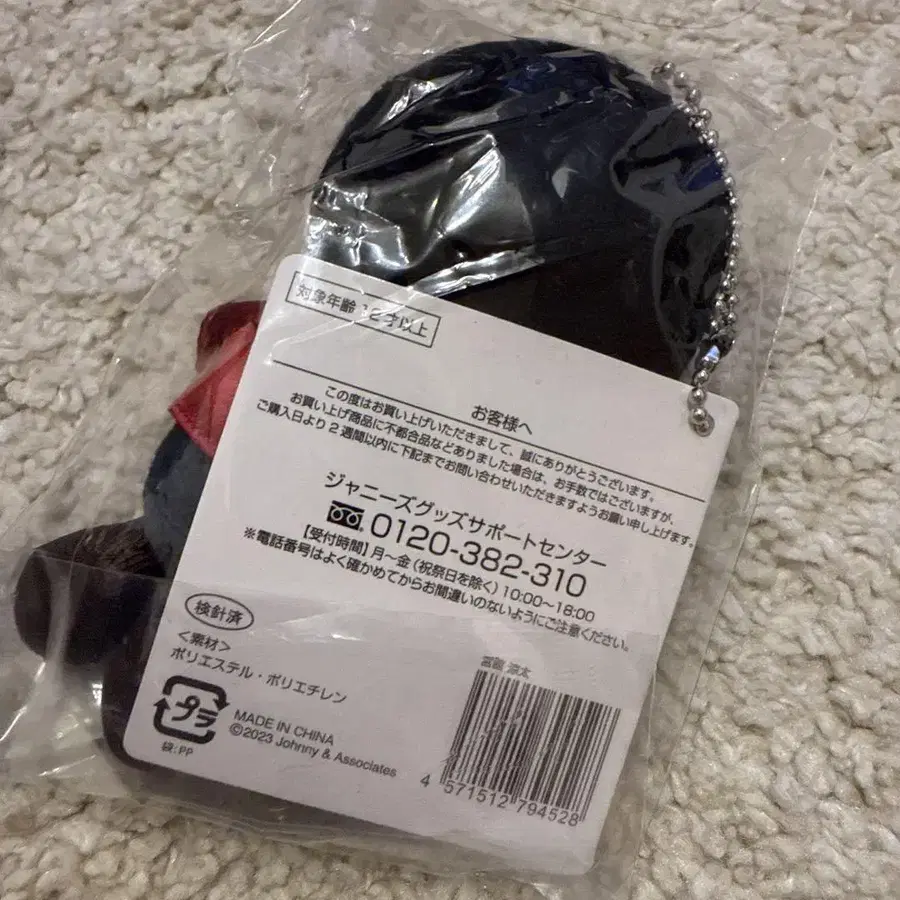 対象年齢 12才以上
お客様へ
この度はお買い上げいただきまして、誠にありがとうございます。
お買い上げ商品に不都合品などありました場合は、お手数ではございますが、
ご購入日より2週間以内に下記までお問い合わせいただきますようお願い申し上げます。
ジャニーズグッズサポートセンター
0120-382-310
【受付時間】月〜金(祝祭日を除く)10:00〜18:00
※電話番号はよく確かめてからお間違いのないようにご注意ください。
検針済
<素材>
ポリエステル・ポリエチレン
プラ
袋:PP
MADE IN CHINA
©2023 Johnny & Associates
宮舘 涼太
4 571512 794528